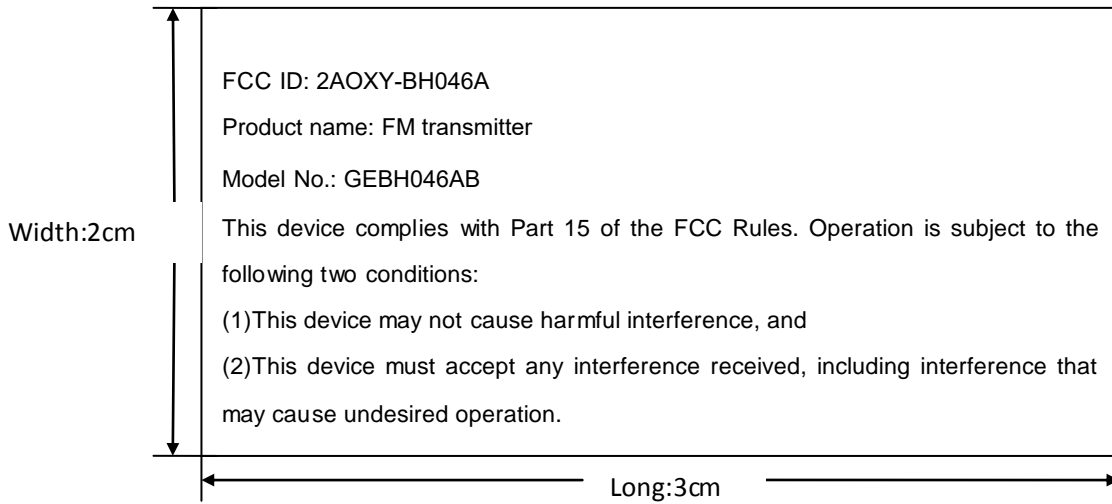 FCC ID: 2AOXY-BH046A
Product name: FM transmitter
Model No.: GEBH046AB
Width:2cm
This device complies with Part 15 of the FCC Rules. Operation is subject to the
following two conditions:
(1)This device may not cause harmful interference, and
(2)This device must accept any interference received, including interference that
may cause undesired operation.
Long:3cm